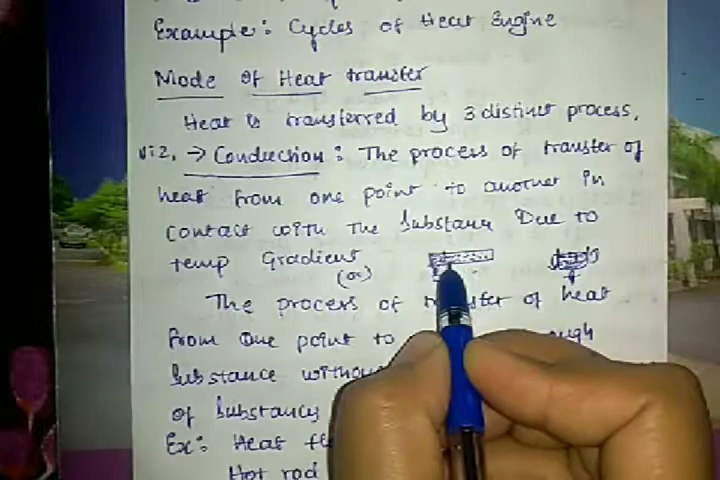 Example: Cycles of Heat Engine
Mode of Heat transfer
Heat is transferred by 3 distinct process,
viz, → Conduction: The process of transfer of
heat from one point to another in
contact with the Substance Due to
temp Gradient
(or)
The process of transfer of heat
from one point to
Substance
of Substances
Ex: Heat
Hot rod